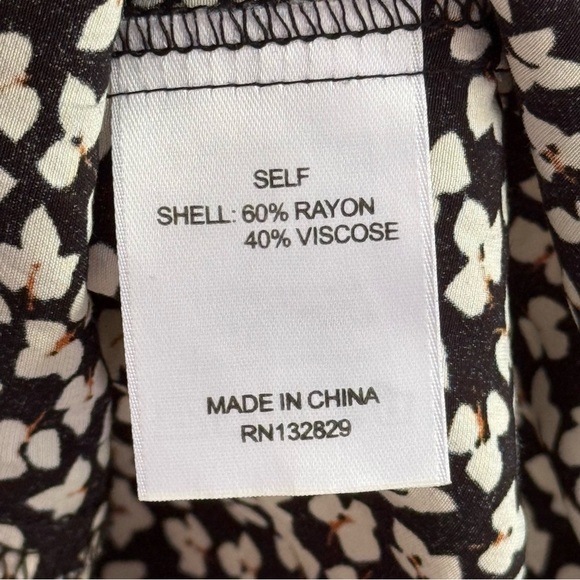 SELF
SHELL: 60% RAYON
40% VISCOSE
MADE IN CHINA
RN132829